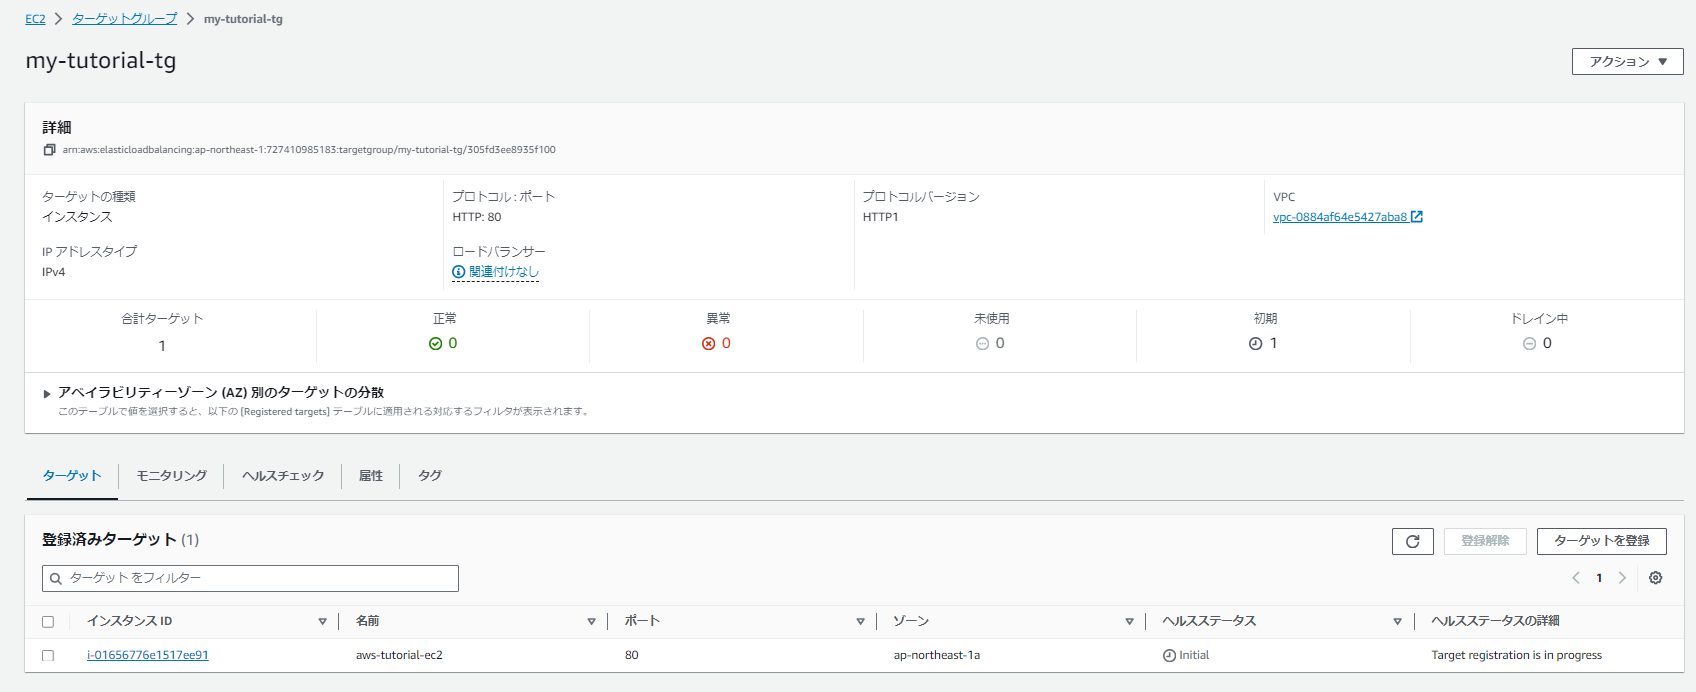 EC2 > ターゲットグループ > my-tutorial-tg
my-tutorial-tg
アクション ▼
詳細
arn:aws:elasticloadbalancing:ap-northeast-1:727410985183:targetgroup/my-tutorial-tg/305fd3ee8935f100
ターゲットの種類
インスタンス
プロトコル : ポート
HTTP: 80
プロトコルバージョン
HTTP1
VPC
vpc-0884af64e5427aba8
IP アドレスタイプ
IPv4
ロードバランサー
関連付けなし
合計ターゲット
1
正常
0
異常
0
未使用
0
初期
1
ドレイン中
0
アベイラビリティーゾーン (AZ) 別のターゲットの分散
このテーブルで値を選択すると、以下の [Registered targets] テーブルに適用される対応するフィルタが表示されます。
ターゲット モニタリング ヘルスチェック 属性 タグ
登録済みターゲット (1)
登録解除
ターゲットを登録
ターゲット をフィルター
1
インスタンス ID 名前 ポート ゾーン ヘルスステータス ヘルスステータスの詳細
i-01656776e1517ee91 aws-tutorial-ec2 80 ap-northeast-1a Initial Target registration is in progress